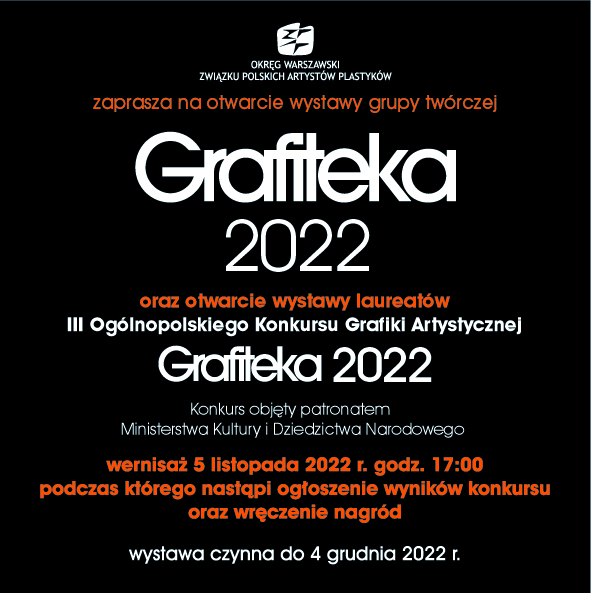 OKRĘG WARSZAWSKI
ZWIĄZKU POLSKICH ARTYSTÓW PLASTYKÓW
zaprasza na otwarcie wystawy grupy twórczej
Grafiteka
2022
oraz otwarcie wystawy laureatów
III Ogólnopolskiego Konkursu Grafiki Artystycznej
Grafiteka 2022
Konkurs objęty patronatem
Ministerstwa Kultury i Dziedzictwa Narodowego
wernisaż 5 listopada 2022 r. godz. 17:00
podczas którego nastąpi ogłoszenie wyników konkursu
oraz wręczenie nagród
wystawa czynna do 4 grudnia 2022 r.